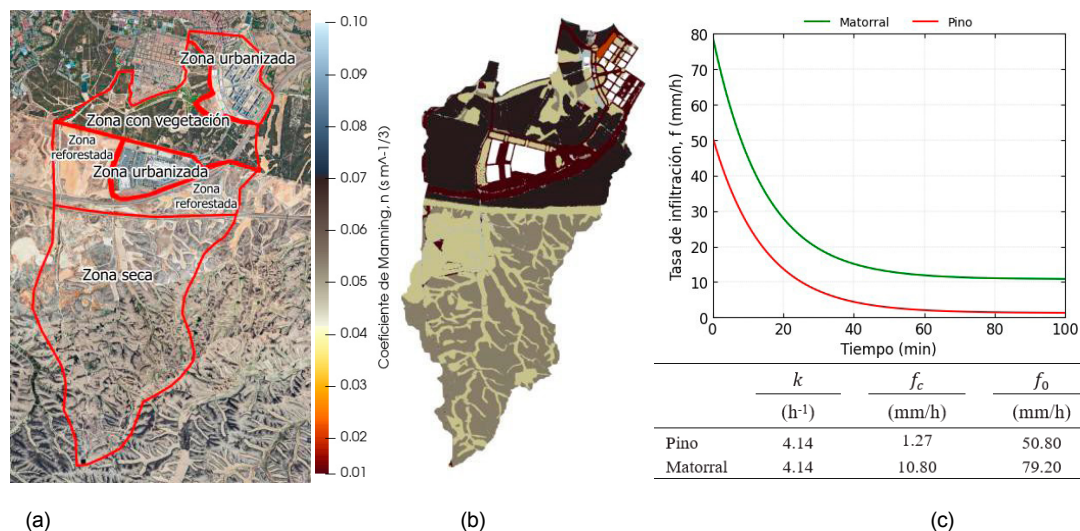 Zona urbanizada
Zona con vegetación
Zona
reforestada
Zona urbanizada
Zona
reforestada
Zona seca
(a)
0.10
0.09
0.08
0.07
0.06
0.05
0.04
0.03
0.02
0.01
Coeficiente de Manning, n (s m^-1/3)
(b)
Matorral
Pino
Tasa de infiltración, f (mm/h)
80
70
60
50
40
30
20
10
0
0 20 40 60 80 100
Tiempo (min)
k fc f0
(h-1) (mm/h) (mm/h)
Pino 4.14 1.27 50.80
Matorral 4.14 10.80 79.20
(c)